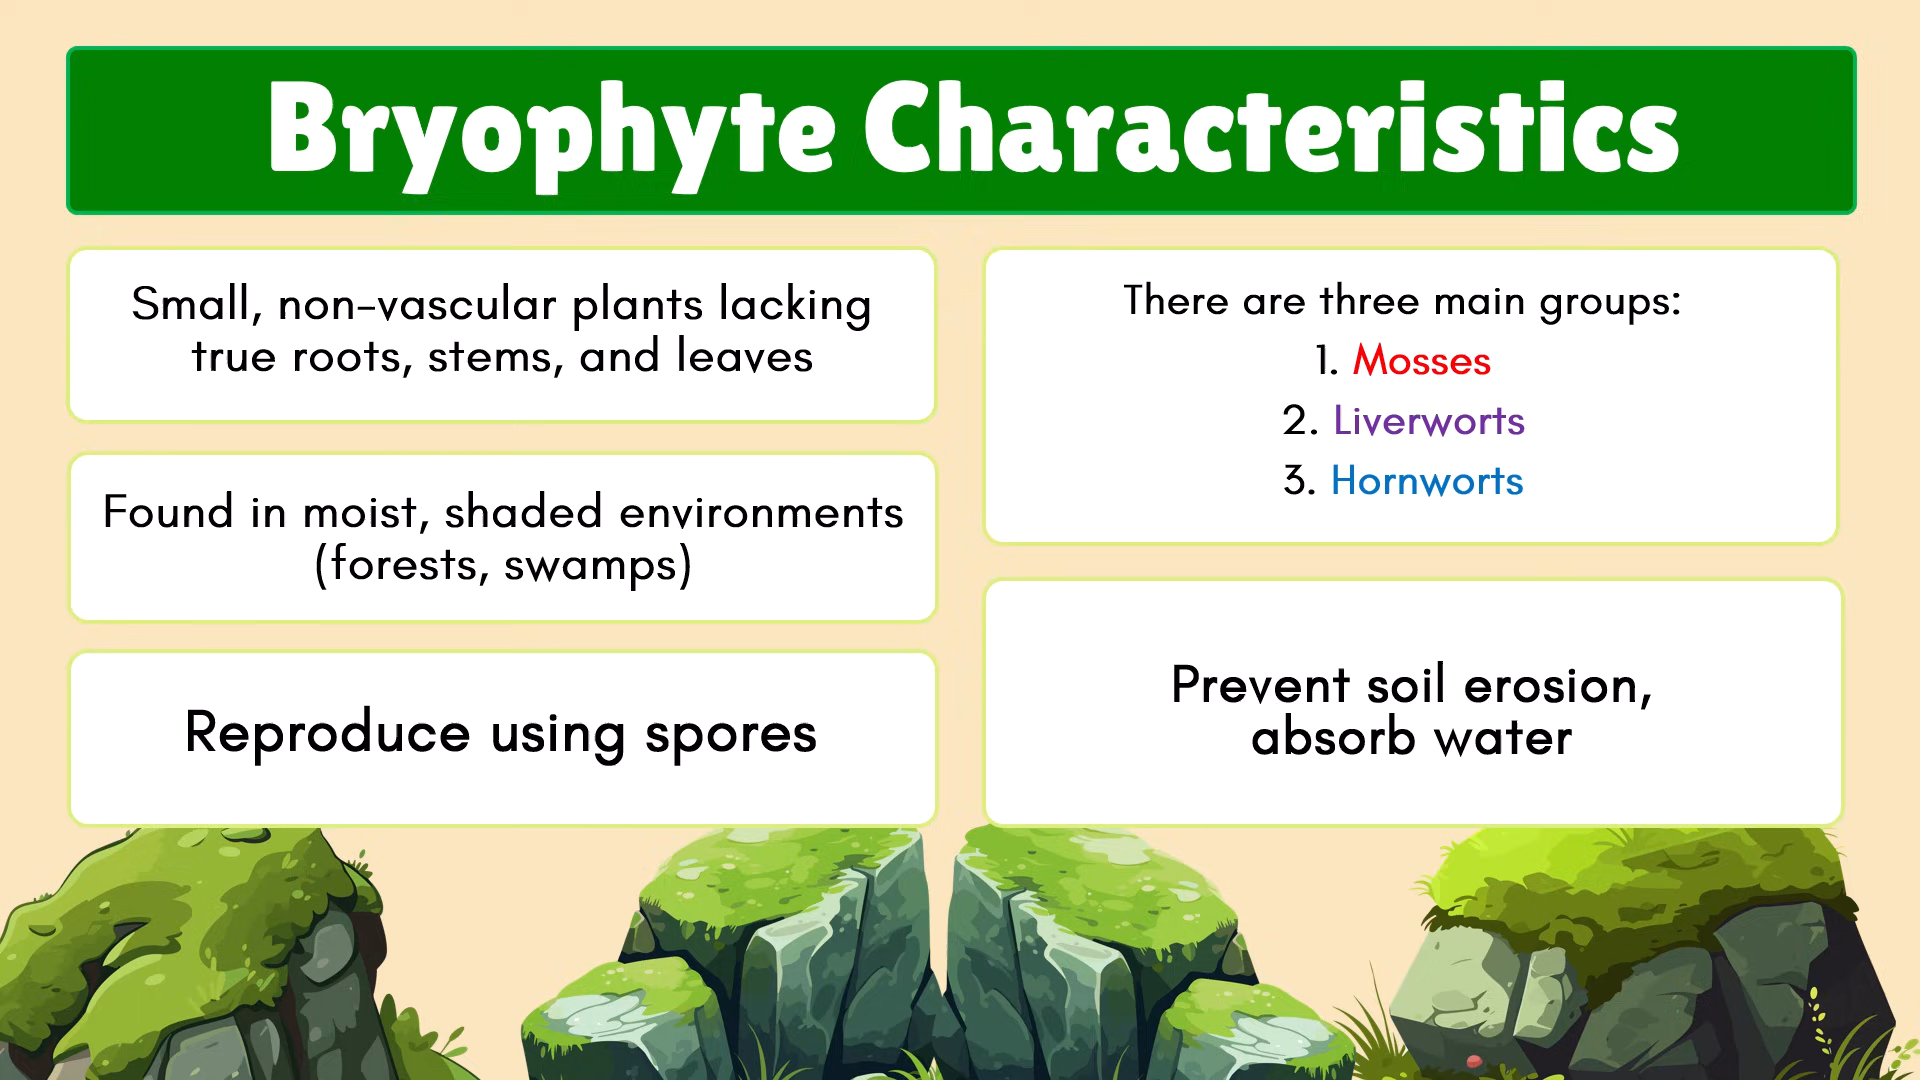 Bryophyte Characteristics
Small, non-vascular plants lacking
true roots, stems, and leaves
Found in moist, shaded environments
(forests, swamps)
Reproduce using spores
There are three main groups:
1. Mosses
2. Liverworts
3. Hornworts
Prevent soil erosion,
absorb water